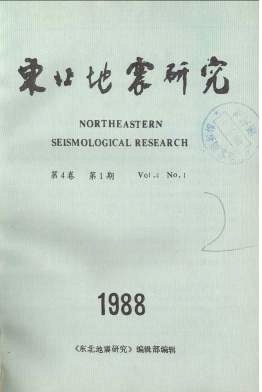 東北地震研究
NORTHEASTERN
SEISMOLOGICAL RESEARCH
第4卷 第1期 Vol.4 No.1
1988
《东北地震研究》编辑部编辑